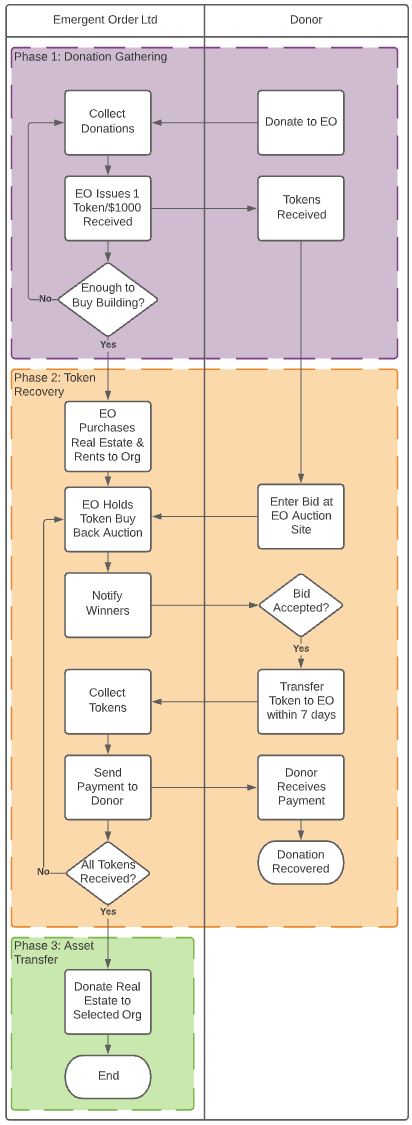 Emergent Order Ltd
Donor
Phase 1: Donation Gathering
Collect
Donations
Donate to EO
EO Issues 1
Token/$1000
Received
Tokens
Received
Enough to
Buy Building?
No
Yes
Phase 2: Token
Recovery
EO
Purchases
Real Estate &
Rents to Org
EO Holds
Token Buy
Back Auction
Enter Bid at
EO Auction
Site
Notify
Winners
Bid
Accepted?
Yes
Collect
Tokens
Transfer
Token to EO
within 7 days
Send
Payment to
Donor
Donor
Receives
Payment
All Tokens
Received?
No
Yes
Donation
Recovered
Phase 3: Asset
Transfer
Donate Real
Estate to
Selected Org
End